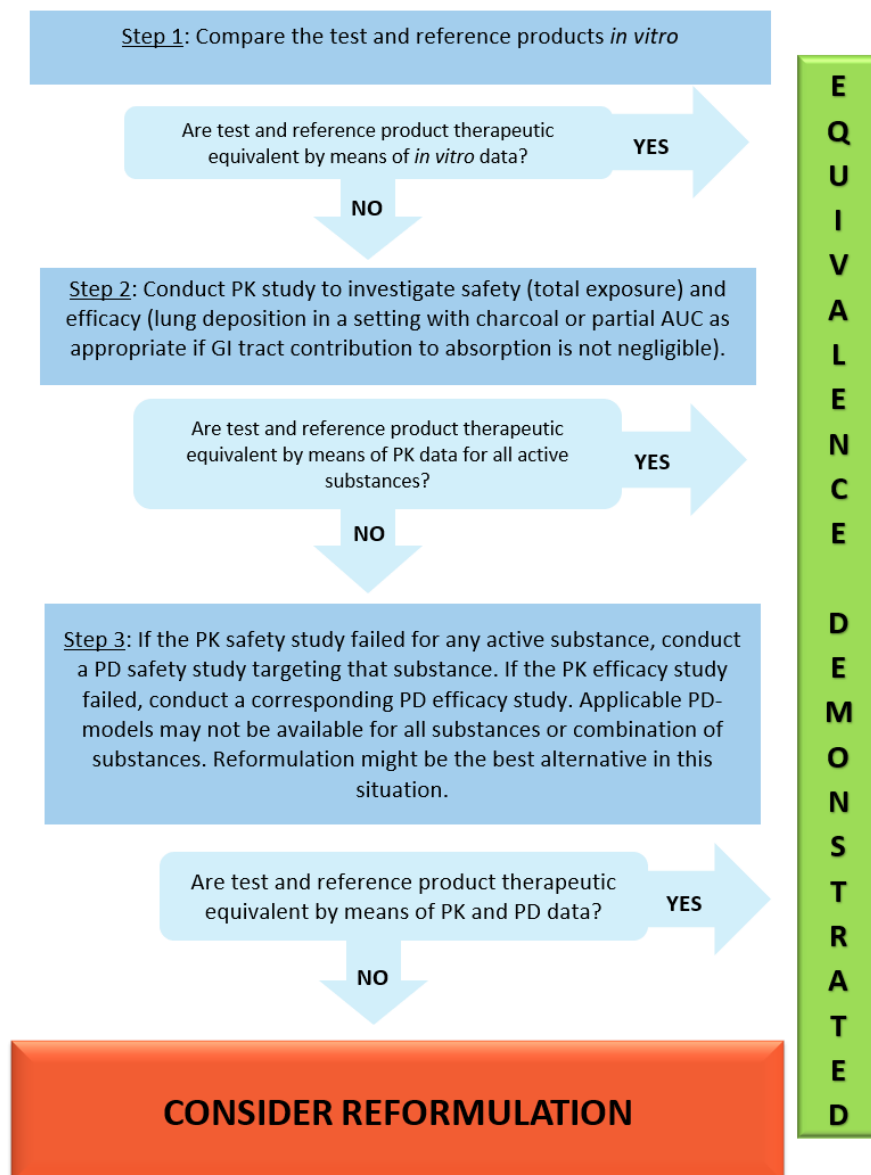 Step 1: Compare the test and reference products in vitro
Are test and reference product therapeutic
equivalent by means of in vitro data?
YES
NO
Step 2: Conduct PK study to investigate safety (total exposure) and
efficacy (lung deposition in a setting with charcoal or partial AUC as
appropriate if GI tract contribution to absorption is not negligible).
Are test and reference product therapeutic
equivalent by means of PK data for all active
substances?
YES
NO
Step 3: If the PK safety study failed for any active substance, conduct
a PD safety study targeting that substance. If the PK efficacy study
failed, conduct a corresponding PD efficacy study. Applicable PD-
models may not be available for all substances or combination of
substances. Reformulation might be the best alternative in this
situation.
Are test and reference product therapeutic
equivalent by means of PK and PD data?
YES
NO
CONSIDER REFORMULATION
EQUIVALENCE DEMONSTRATED